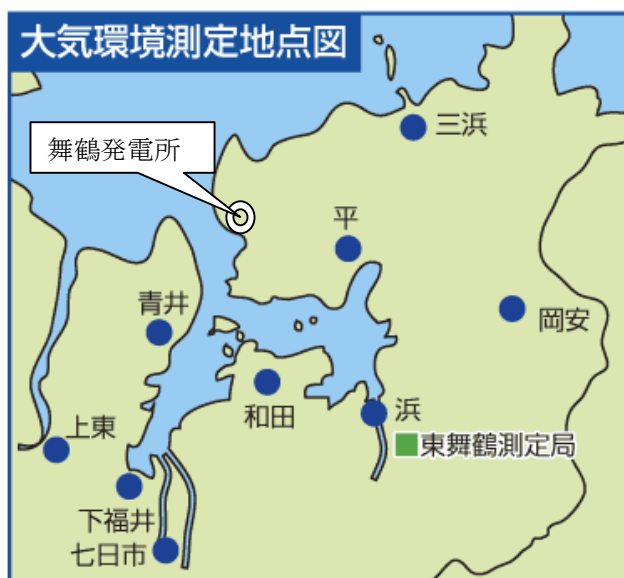 大気環境測定地点図
三浜
舞鶴発電所
平
青井
岡安
和田
浜
上東
東舞鶴測定局
下福井
七日市